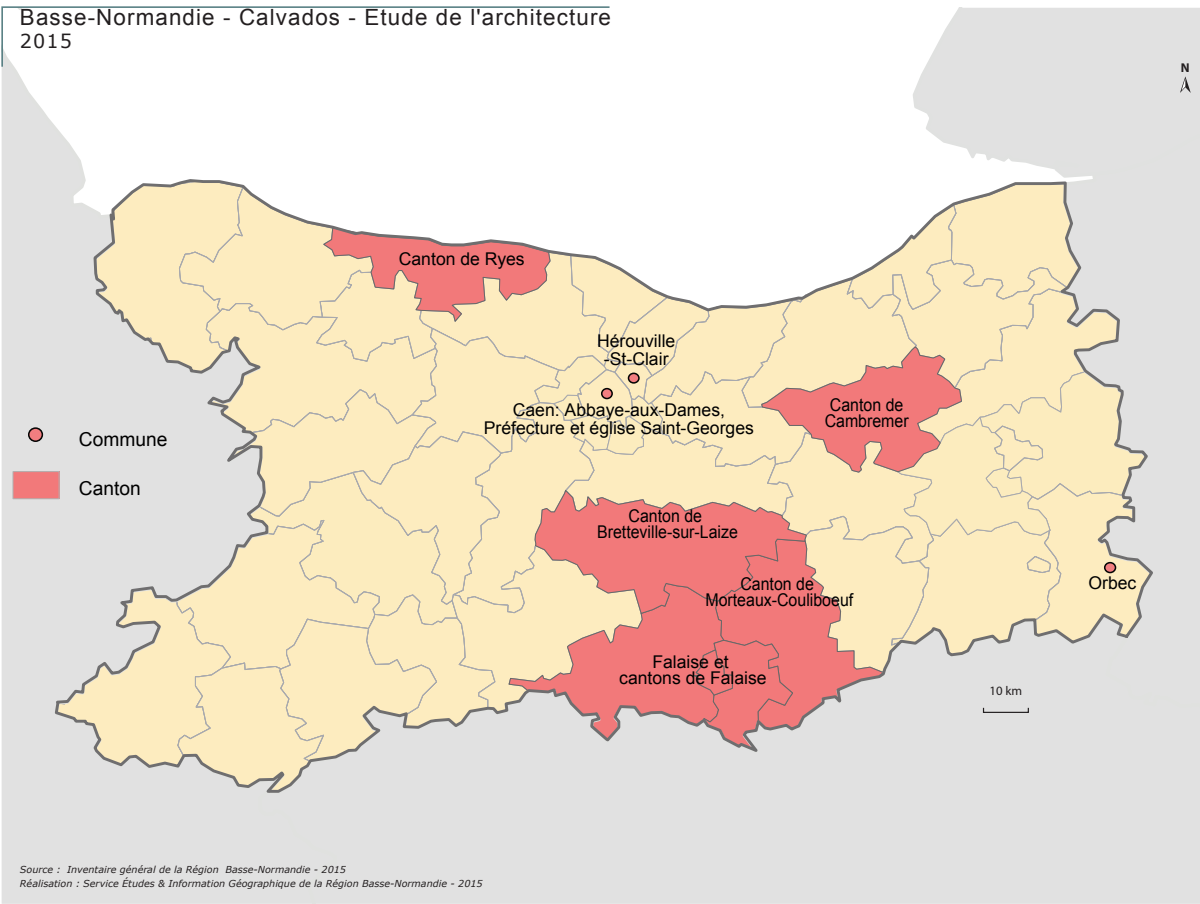 Basse-Normandie - Calvados - Etude de l'architecture
2015
N
Canton de Ryes
Hérouville
-St-Clair
Caen: Abbaye-aux-Dames,
Préfecture et église Saint-Georges
Canton de
Cambremer
Commune
Canton
Canton de
Bretteville-sur-Laize
Canton de
Morteaux-Couliboeuf
Orbec
Falaise et
cantons de Falaise
10 km
Source : Inventaire général de la Région Basse-Normandie - 2015
Réalisation : Service Études & Information Géographique de la Région Basse-Normandie - 2015